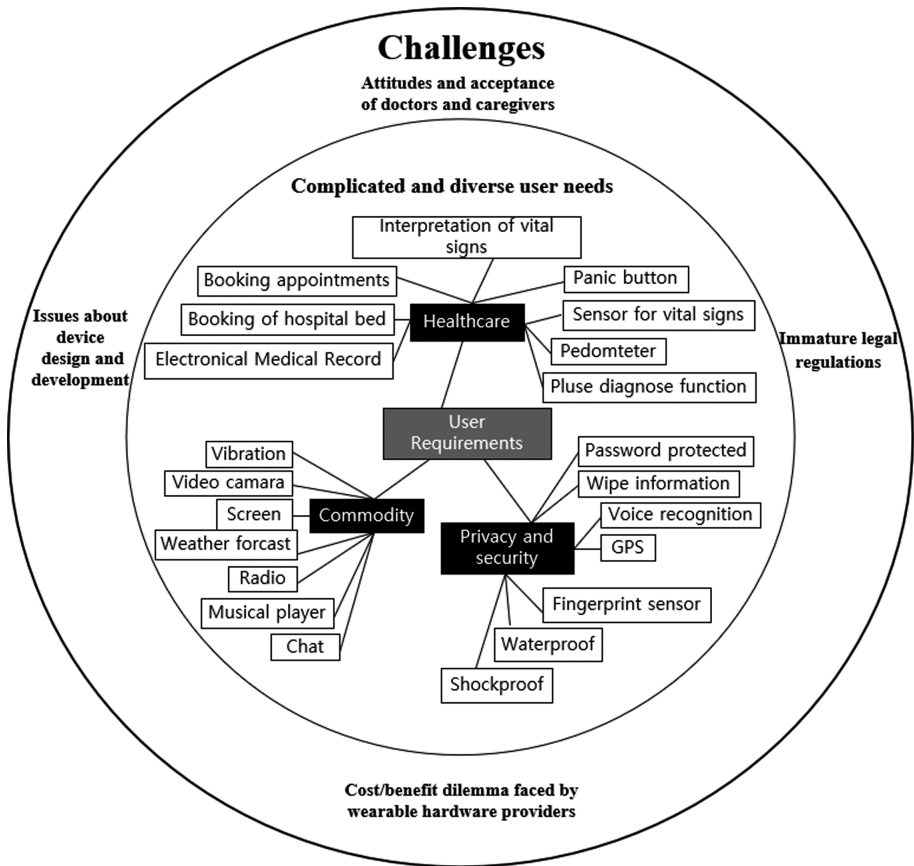 Challenges
Attitudes and acceptance
of doctors and caregivers
Complicated and diverse user needs
Interpretation of vital
signs
Booking appointments
Panic button
Booking of hospital bed
Healthcare
Sensor for vital signs
Electronical Medical Record
Pedomteter
Pluse diagnose function
Issues about
device
design and
development
Immature legal
regulations
User
Requirements
Vibration
Video camara
Screen
Commodity
Weather forcast
Radio
Musical player
Chat
Password protected
Wipe information
Voice recognition
Privacy and
security
GPS
Fingerprint sensor
Waterproof
Shockproof
Cost/benefit dilemma faced by
wearable hardware providers